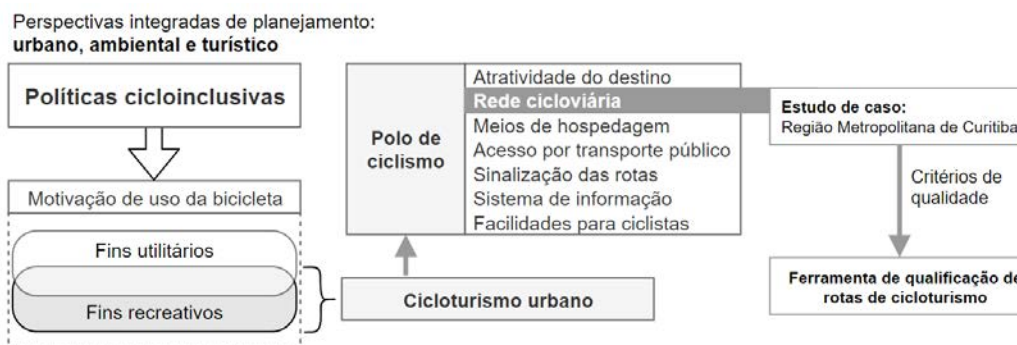 Perspectivas integradas de planejamento:
urbano, ambiental e turístico
Políticas cicloinclusivas
Motivação de uso da bicicleta
Fins utilitários
Fins recreativos
Cicloturismo urbano
Polo de
ciclismo
Atratividade do destino
Rede cicloviária
Meios de hospedagem
Acesso por transporte público
Sinalização das rotas
Sistema de informação
Facilidades para ciclistas
Estudo de caso:
Região Metropolitana de Curitiba
Critérios de
qualidade
Ferramenta de qualificação de
rotas de cicloturismo